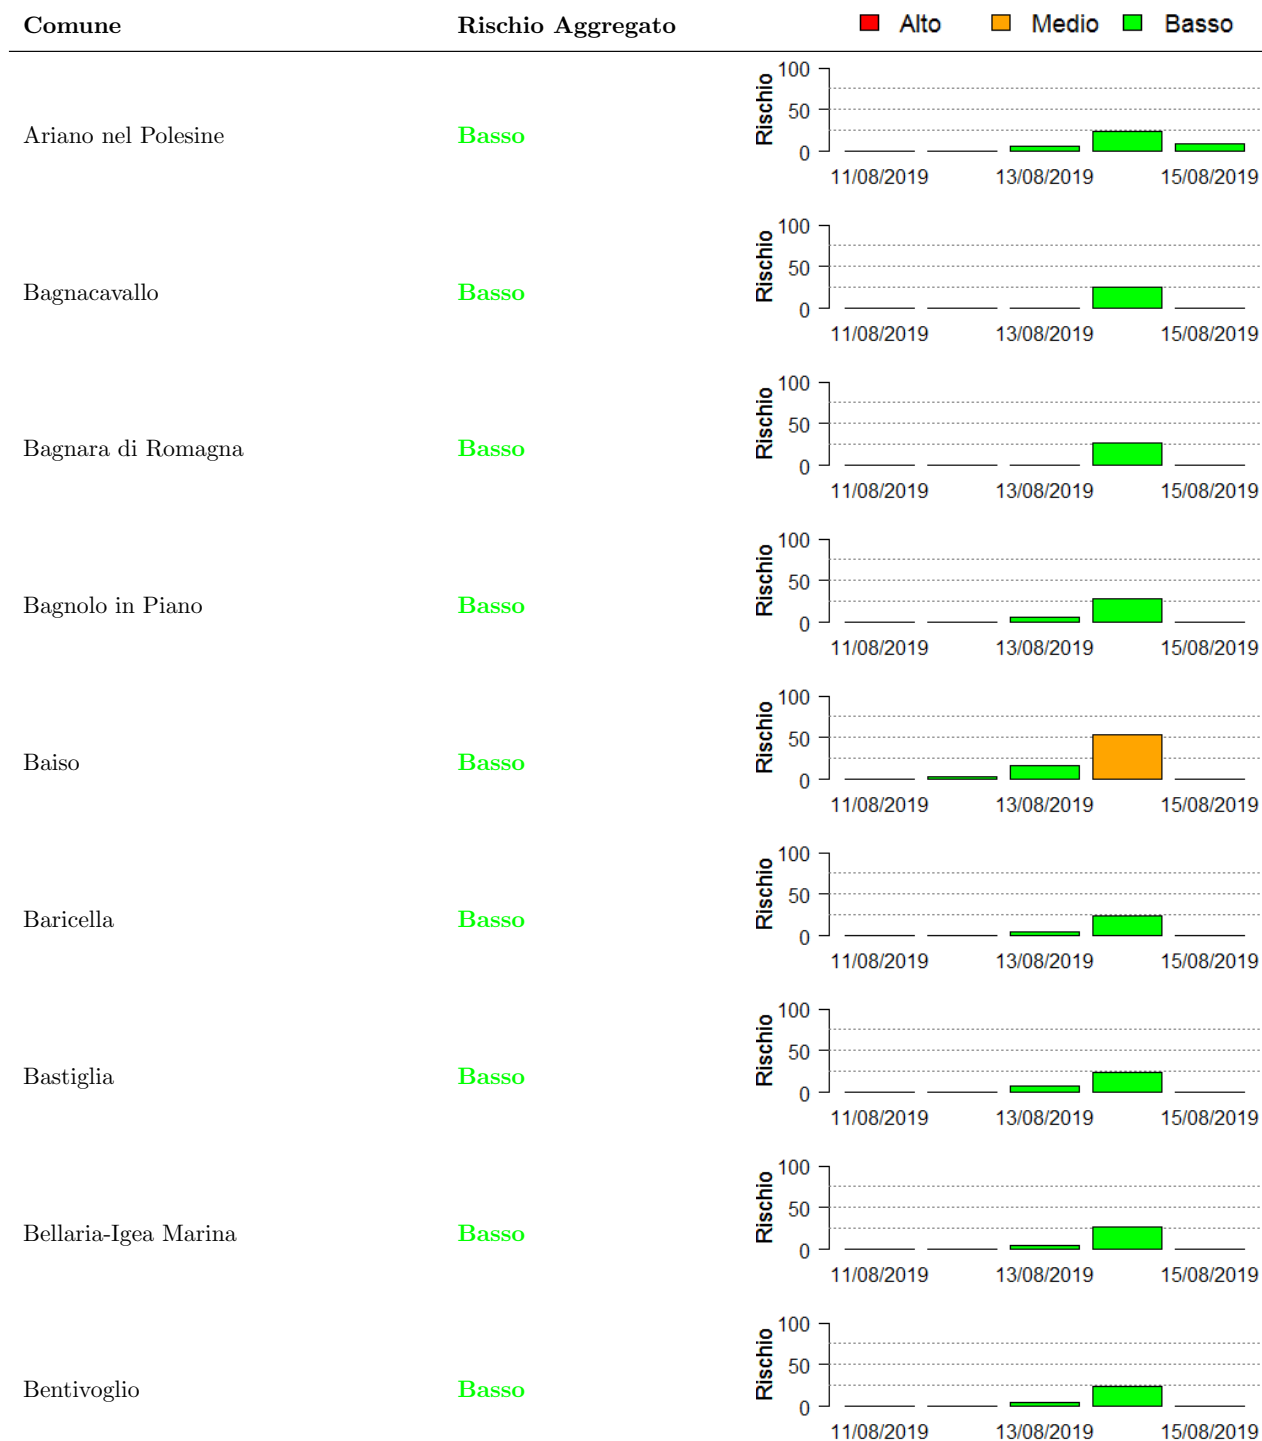 Comune Rischio Aggregato Alto Medio Basso
100
50
0
Rischio
Ariano nel Polesine Basso
11/08/2019 13/08/2019 15/08/2019
100
50
0
Rischio
Bagnacavallo Basso
11/08/2019 13/08/2019 15/08/2019
100
50
0
Rischio
Bagnara di Romagna Basso
11/08/2019 13/08/2019 15/08/2019
100
50
0
Rischio
Bagnolo in Piano Basso
11/08/2019 13/08/2019 15/08/2019
100
50
0
Rischio
Baiso Basso
11/08/2019 13/08/2019 15/08/2019
100
50
0
Rischio
Baricella Basso
11/08/2019 13/08/2019 15/08/2019
100
50
0
Rischio
Bastiglia Basso
11/08/2019 13/08/2019 15/08/2019
100
50
0
Rischio
Bellaria-Igea Marina Basso
11/08/2019 13/08/2019 15/08/2019
100
50
0
Rischio
Bentivoglio Basso
11/08/2019 13/08/2019 15/08/2019